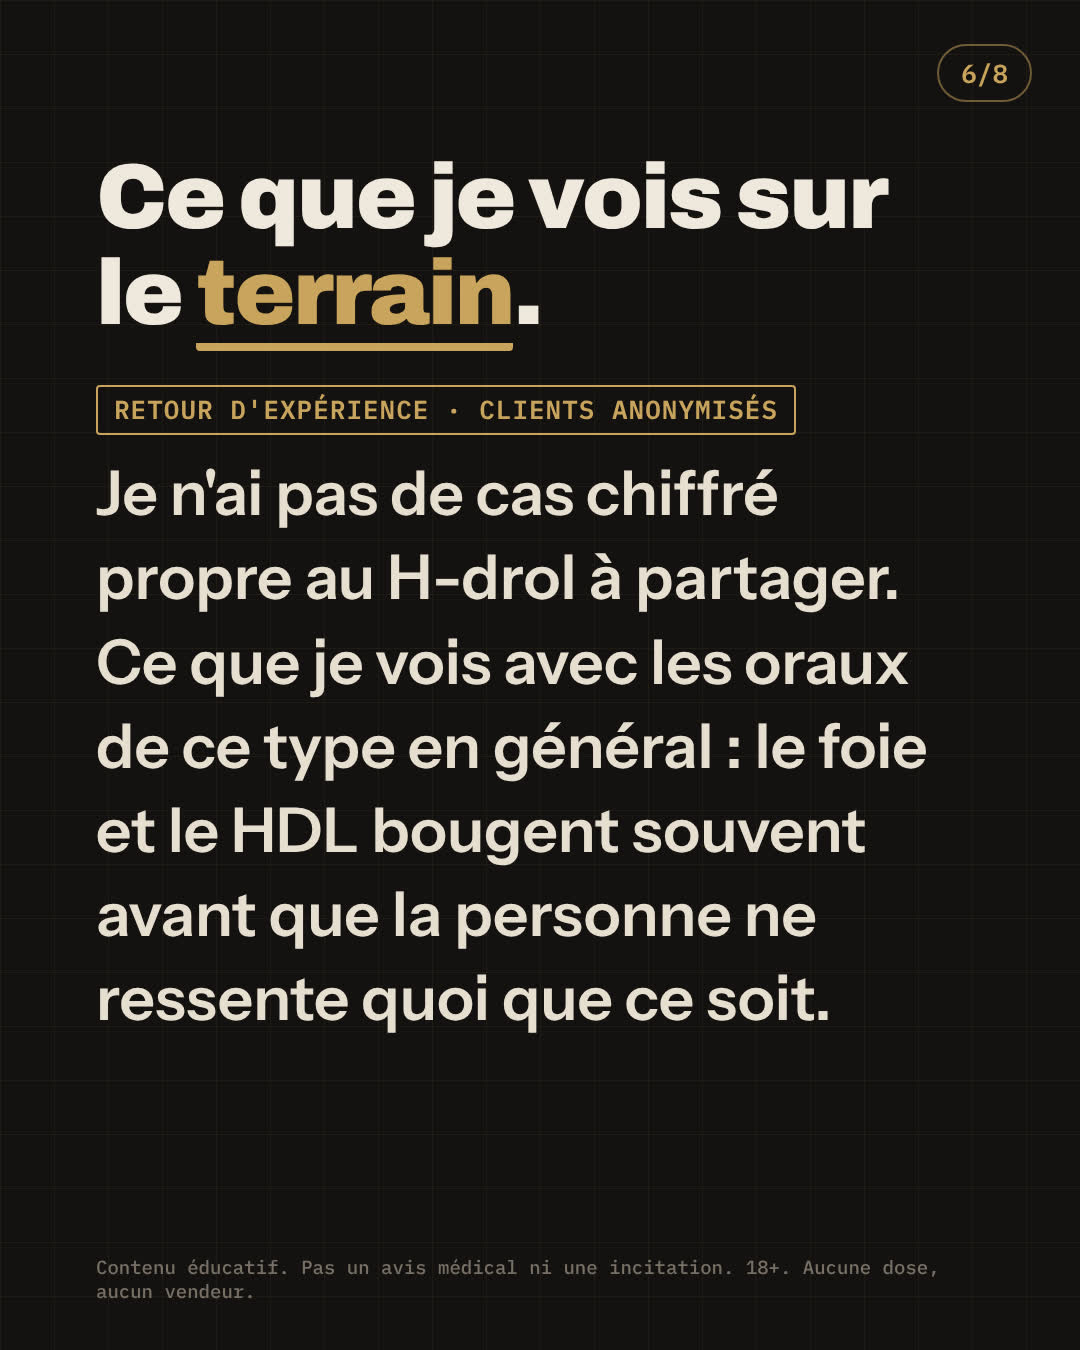 6/8
Ce que je vois sur
le terrain.
RETOUR D'EXPÉRIENCE · CLIENTS ANONYMISÉS
Je n'ai pas de cas chiffré
propre au H-drol à partager.
Ce que je vois avec les oraux
de ce type en général : le foie
et le HDL bougent souvent
avant que la personne ne
ressente quoi que ce soit.
Contenu éducatif. Pas un avis médical ni une incitation. 18+. Aucune dose,
aucun vendeur.